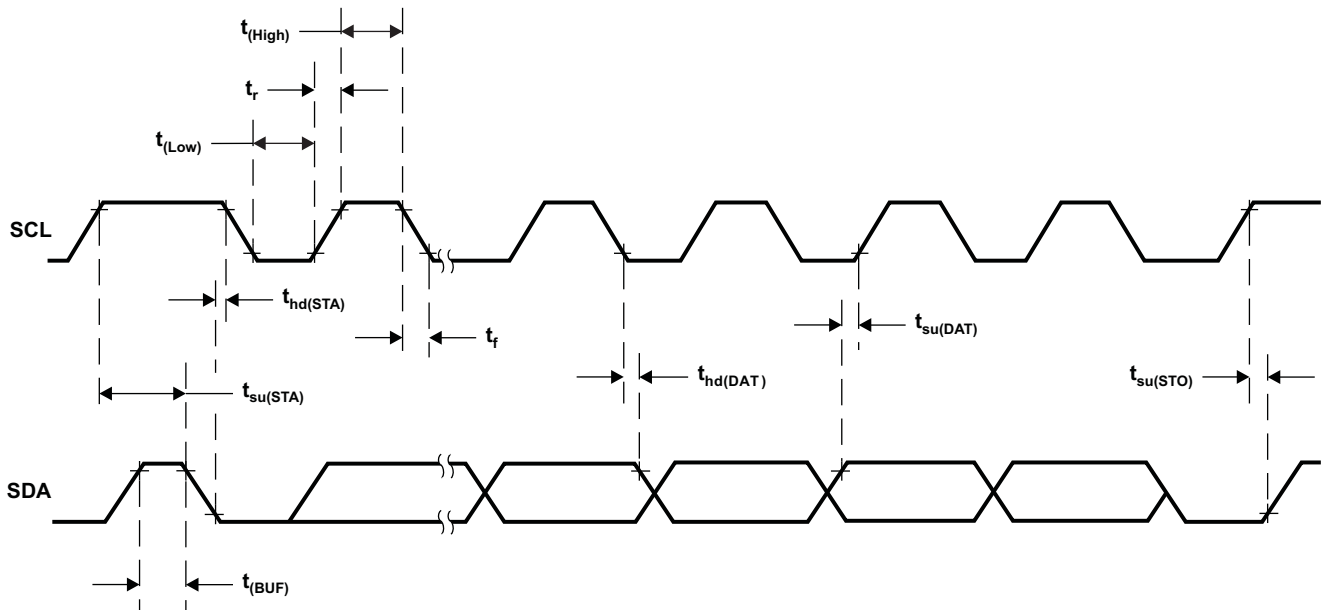 t(High)
tr
t(Low)
SCL
thd(STA)
tf
tsu(DAT)
thd(DAT)
tsu(STO)
tsu(STA)
SDA
t(BUF)